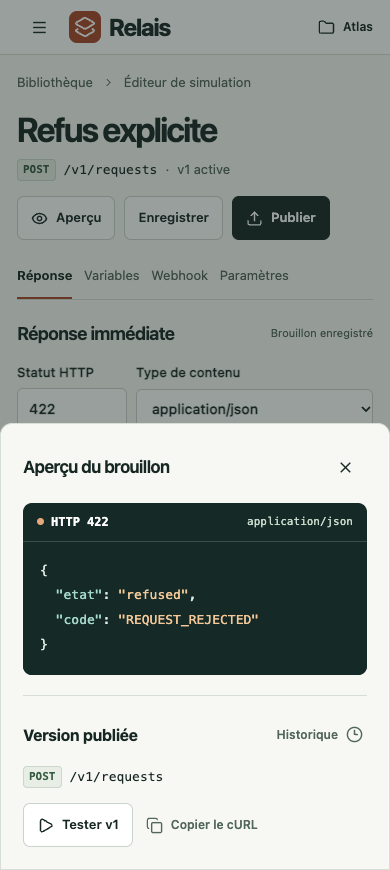 Relais
Atlas
Bibliothèque > Éditeur de simulation
Refus explicite
POST /v1/requests · v1 active
Aperçu Enregistrer Publier
Réponse Variables Webhook Paramètres
Réponse immédiate Brouillon enregistré
Statut HTTP Type de contenu
422 application/json
Aperçu du brouillon
HTTP 422 application/json
{
"etat": "refused",
"code": "REQUEST_REJECTED"
}
Version publiée Historique
POST /v1/requests
Tester v1 Copier le cURL